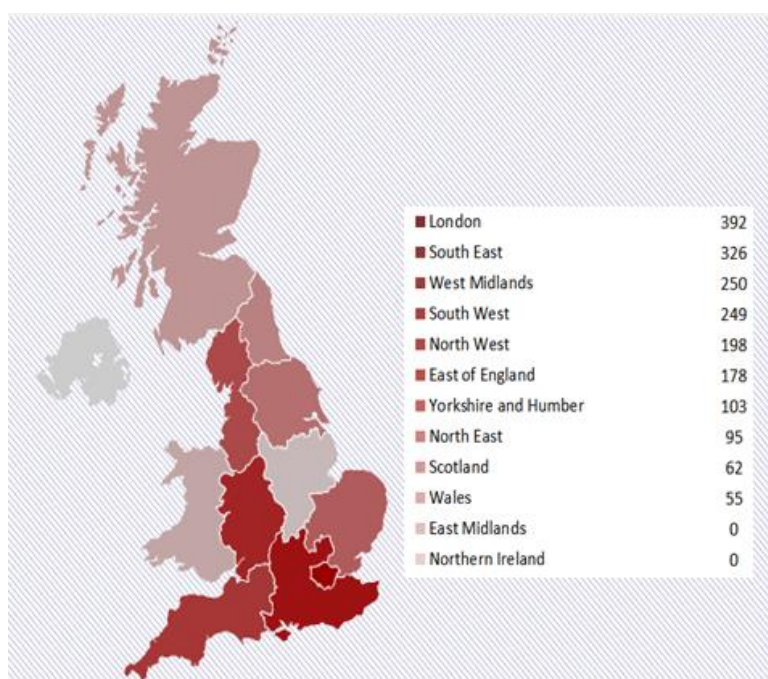 London 392
South East 326
West Midlands 250
South West 249
North West 198
East of England 178
Yorkshire and Humber 103
North East 95
Scotland 62
Wales 55
East Midlands 0
Northern Ireland 0